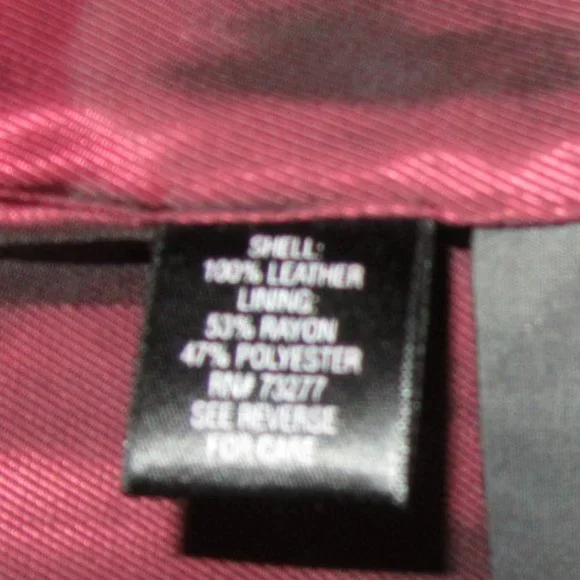 SHELL:
100% LEATHER
LINING:
53% RAYON
47% POLYESTER
RN# 73277
SEE REVERSE
FOR CARE